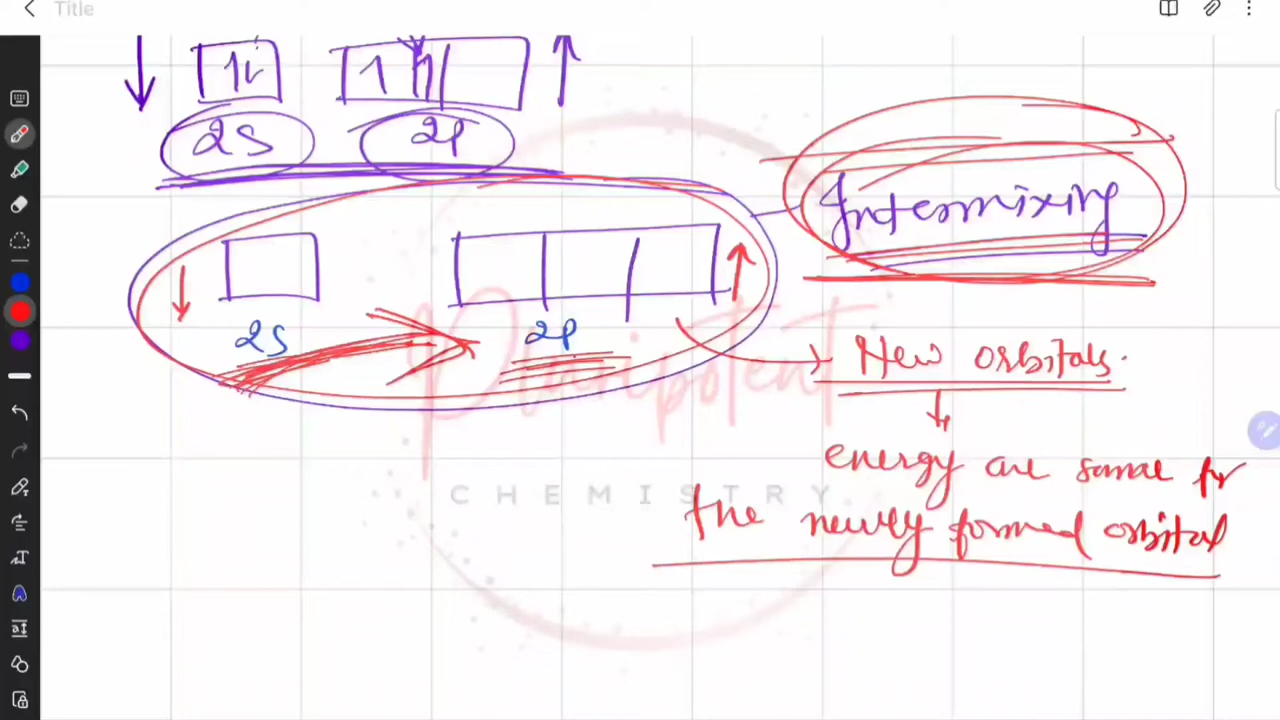 Title
2S 2P
Intermixing
2S 2P
New orbitals.
energy are same for
the newly formed orbital
CHEMISTRY